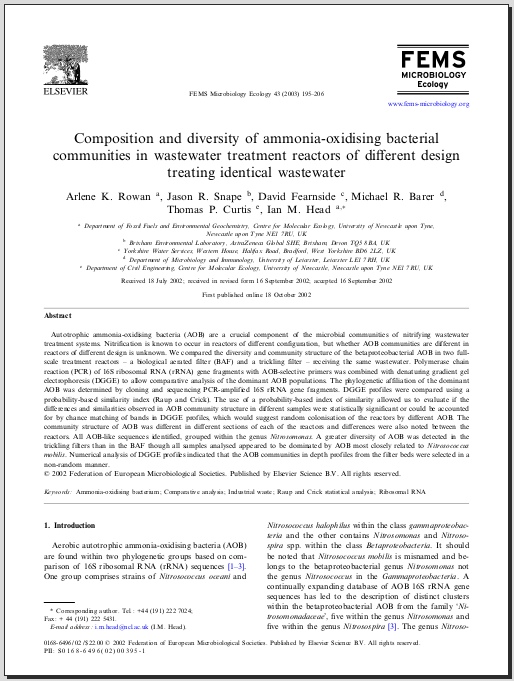 ELSEVIER
FEMS Microbiology Ecology 43 (2003) 195-206
FEMS
MICROBIOLOGY
Ecology
www.fems-microbiology.org
Composition and diversity of ammonia-oxidising bacterial
communities in wastewater treatment reactors of different design
treating identical wastewater
Arlene K. Rowan a, Jason R. Snape b, David Fearnside c, Michael R. Barer d,
Thomas P. Curtis e, Ian M. Head a,*
a Department of Fossil Fuels and Environmental Geochemistry, Centre for Molecular Ecology, University of Newcastle upon Tyne,
Newcastle upon Tyne NE1 7RU, UK
b Brixham Environmental Laboratory, AstraZeneca Global SHE, Brixham, Devon TQ5 8BA, UK
c Yorkshire Water Services, Western House, Halifax Road, Bradford, West Yorkshire BD6 2LZ, UK
d Department of Microbiology and Immunology, University of Leicester, Leicester LE1 7RH, UK
e Department of Civil Engineering, Centre for Molecular Ecology, University of Newcastle, Newcastle upon Tyne NE1 7RU, UK
Received 18 July 2002; received in revised form 16 September 2002; accepted 16 September 2002
First published online 18 October 2002
Abstract
Autotrophic ammonia-oxidising bacteria (AOB) are a crucial component of the microbial communities of nitrifying wastewater
treatment systems. Nitrification is known to occur in reactors of different configuration, but whether AOB communities are different in
reactors of different design is unknown. We compared the diversity and community structure of the betaproteobacterial AOB in two full-
scale treatment reactors – a biological aerated filter (BAF) and a trickling filter – receiving the same wastewater. Polymerase chain
reaction (PCR) of 16S ribosomal RNA (rRNA) gene fragments with AOB-selective primers was combined with denaturing gradient gel
electrophoresis (DGGE) to allow comparative analysis of the dominant AOB populations. The phylogenetic affiliation of the dominant
AOB was determined by cloning and sequencing PCR-amplified 16S rRNA gene fragments. DGGE profiles were compared using a
probability-based similarity index (Raup and Crick). The use of a probability-based index of similarity allowed us to evaluate if the
differences and similarities observed in AOB community structure in different samples were statistically significant or could be accounted
for by chance matching of bands in DGGE profiles, which would suggest random colonisation of the reactors by different AOB. The
community structure of AOB was different in different sections of each of the reactors and differences were also noted between the
reactors. All AOB-like sequences identified, grouped within the genus Nitrosomonas. A greater diversity of AOB was detected in the
trickling filters than in the BAF though all samples analysed appeared to be dominated by AOB most closely related to Nitrosococcus
mobilis. Numerical analysis of DGGE profiles indicated that the AOB communities in depth profiles from the filter beds were selected in a
non-random manner.
© 2002 Federation of European Microbiological Societies. Published by Elsevier Science B.V. All rights reserved.
Keywords: Ammonia-oxidising bacterium; Comparative analysis; Industrial waste; Raup and Crick statistical analysis; Ribosomal RNA
1. Introduction
Aerobic autotrophic ammonia-oxidising bacteria (AOB)
are found within two phylogenetic groups based on com-
parison of 16S ribosomal RNA (rRNA) sequences [1–3].
One group comprises strains of Nitrosococcus oceani and
* Corresponding author. Tel.: +44 (191) 222 7024;
Fax: +44 (191) 222 5431.
E-mail address: i.m.head@ncl.ac.uk (I.M. Head).
Nitrosococcus halophilus within the class gammaproteobac-
teria and the other contains Nitrosomonas and Nitroso-
spira spp. within the class Betaproteobacteria. It should
be noted that Nitrosococcus mobilis is misnamed and be-
longs to the betaproteobacterial genus Nitrosomonas not
the genus Nitrosococcus in the Gammaproteobacteria. A
continually expanding database of AOB 16S rRNA gene
sequences has led to the description of distinct clusters
within the betaproteobacterial AOB from the family 'Ni-
trosomonadaceae', five within the genus Nitrosomonas and
five within the genus Nitrosospira [3]. The genus Nitroso-
0168-6496/02/$22.00 © 2002 Federation of European Microbiological Societies. Published by Elsevier Science B.V. All rights reserved.
PII: S0168-6496(02)00395-1